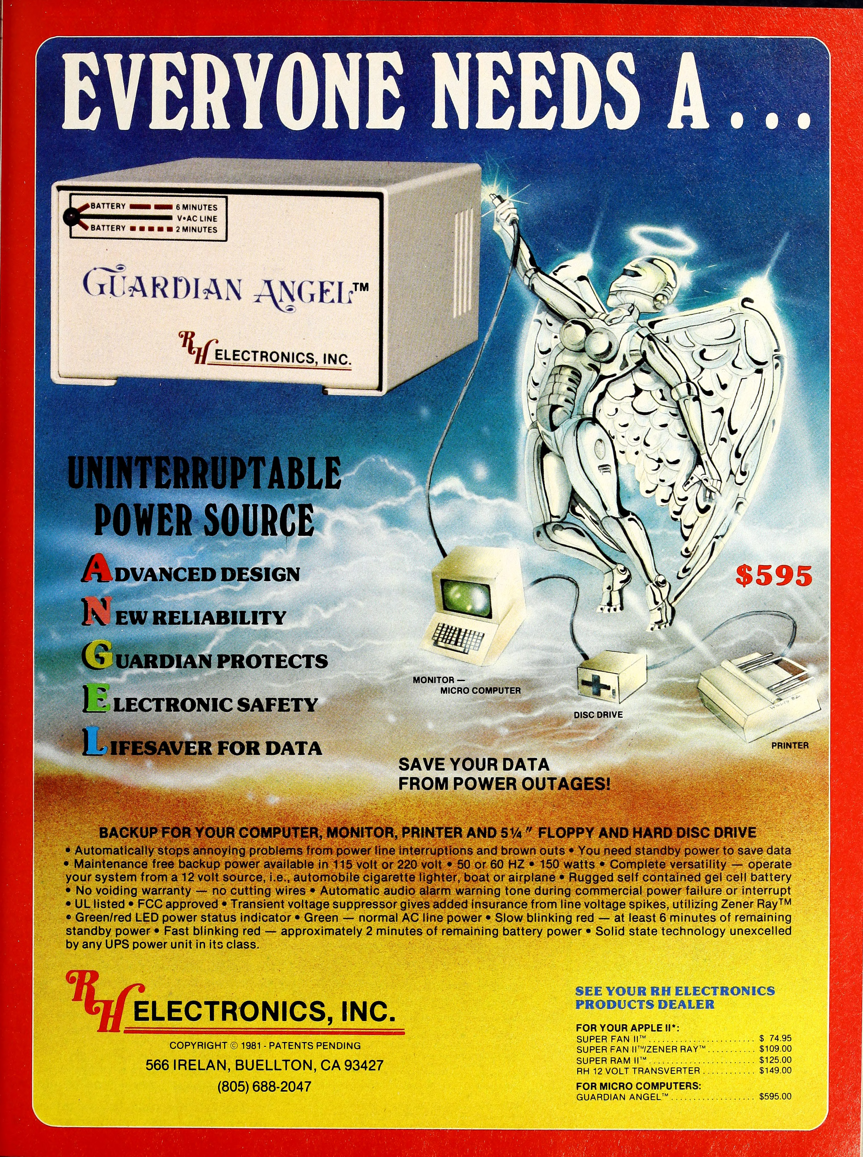 EVERYONE NEEDS A . . .
BATTERY 6 MINUTES
V•AC LINE
BATTERY 2 MINUTES
GUARDIAN ANGEL™
RH ELECTRONICS, INC.
UNINTERRUPTABLE
POWER SOURCE
ADVANCED DESIGN
NEW RELIABILITY
GUARDIAN PROTECTS
ELECTRONIC SAFETY
LIFESAVER FOR DATA
$595
MONITOR —
MICRO COMPUTER
DISC DRIVE
PRINTER
SAVE YOUR DATA
FROM POWER OUTAGES!
BACKUP FOR YOUR COMPUTER, MONITOR, PRINTER AND 5¼" FLOPPY AND HARD DISC DRIVE
• Automatically stops annoying problems from power line interruptions and brown outs • You need standby power to save data
• Maintenance free backup power available in 115 volt or 220 volt • 50 or 60 HZ • 150 watts • Complete versatility — operate
your system from a 12 volt source, i.e., automobile cigarette lighter, boat or airplane • Rugged self contained gel cell battery
• No voiding warranty — no cutting wires • Automatic audio alarm warning tone during commercial power failure or interrupt
• UL listed • FCC approved • Transient voltage suppressor gives added insurance from line voltage spikes, utilizing Zener Ray™
• Green/red LED power status indicator • Green — normal AC line power • Slow blinking red — at least 6 minutes of remaining
standby power • Fast blinking red — approximately 2 minutes of remaining battery power • Solid state technology unexcelled
by any UPS power unit in its class.
RH ELECTRONICS, INC.
COPYRIGHT © 1981 - PATENTS PENDING
566 IRELAN, BUELLTON, CA 93427
(805) 688-2047
SEE YOUR RH ELECTRONICS
PRODUCTS DEALER
FOR YOUR APPLE II*:
SUPER FAN II™ . . . . . . . . . . $ 74.95
SUPER FAN II™/ZENER RAY™ . . . . . . . . . . $109.00
SUPER RAM II™ . . . . . . . . . . $125.00
RH 12 VOLT TRANSVERTER . . . . . . . . . . $149.00
FOR MICRO COMPUTERS:
GUARDIAN ANGEL™ . . . . . . . . . . $595.00